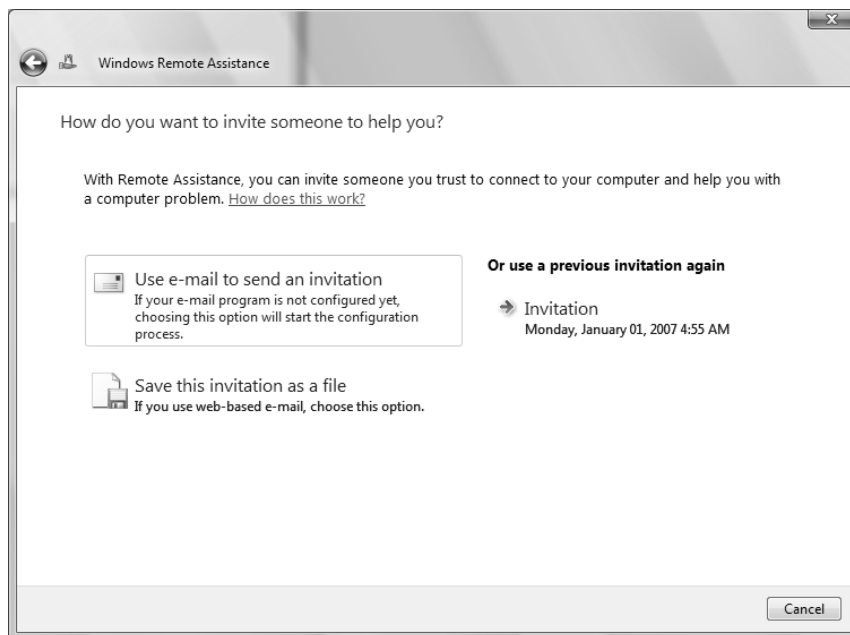 Windows Remote Assistance
How do you want to invite someone to help you?
With Remote Assistance, you can invite someone you trust to connect to your computer and help you with
a computer problem. How does this work?
Use e-mail to send an invitation
If your e-mail program is not configured yet,
choosing this option will start the configuration
process.
Save this invitation as a file
If you use web-based e-mail, choose this option.
Or use a previous invitation again
Invitation
Monday, January 01, 2007 4:55 AM
Cancel